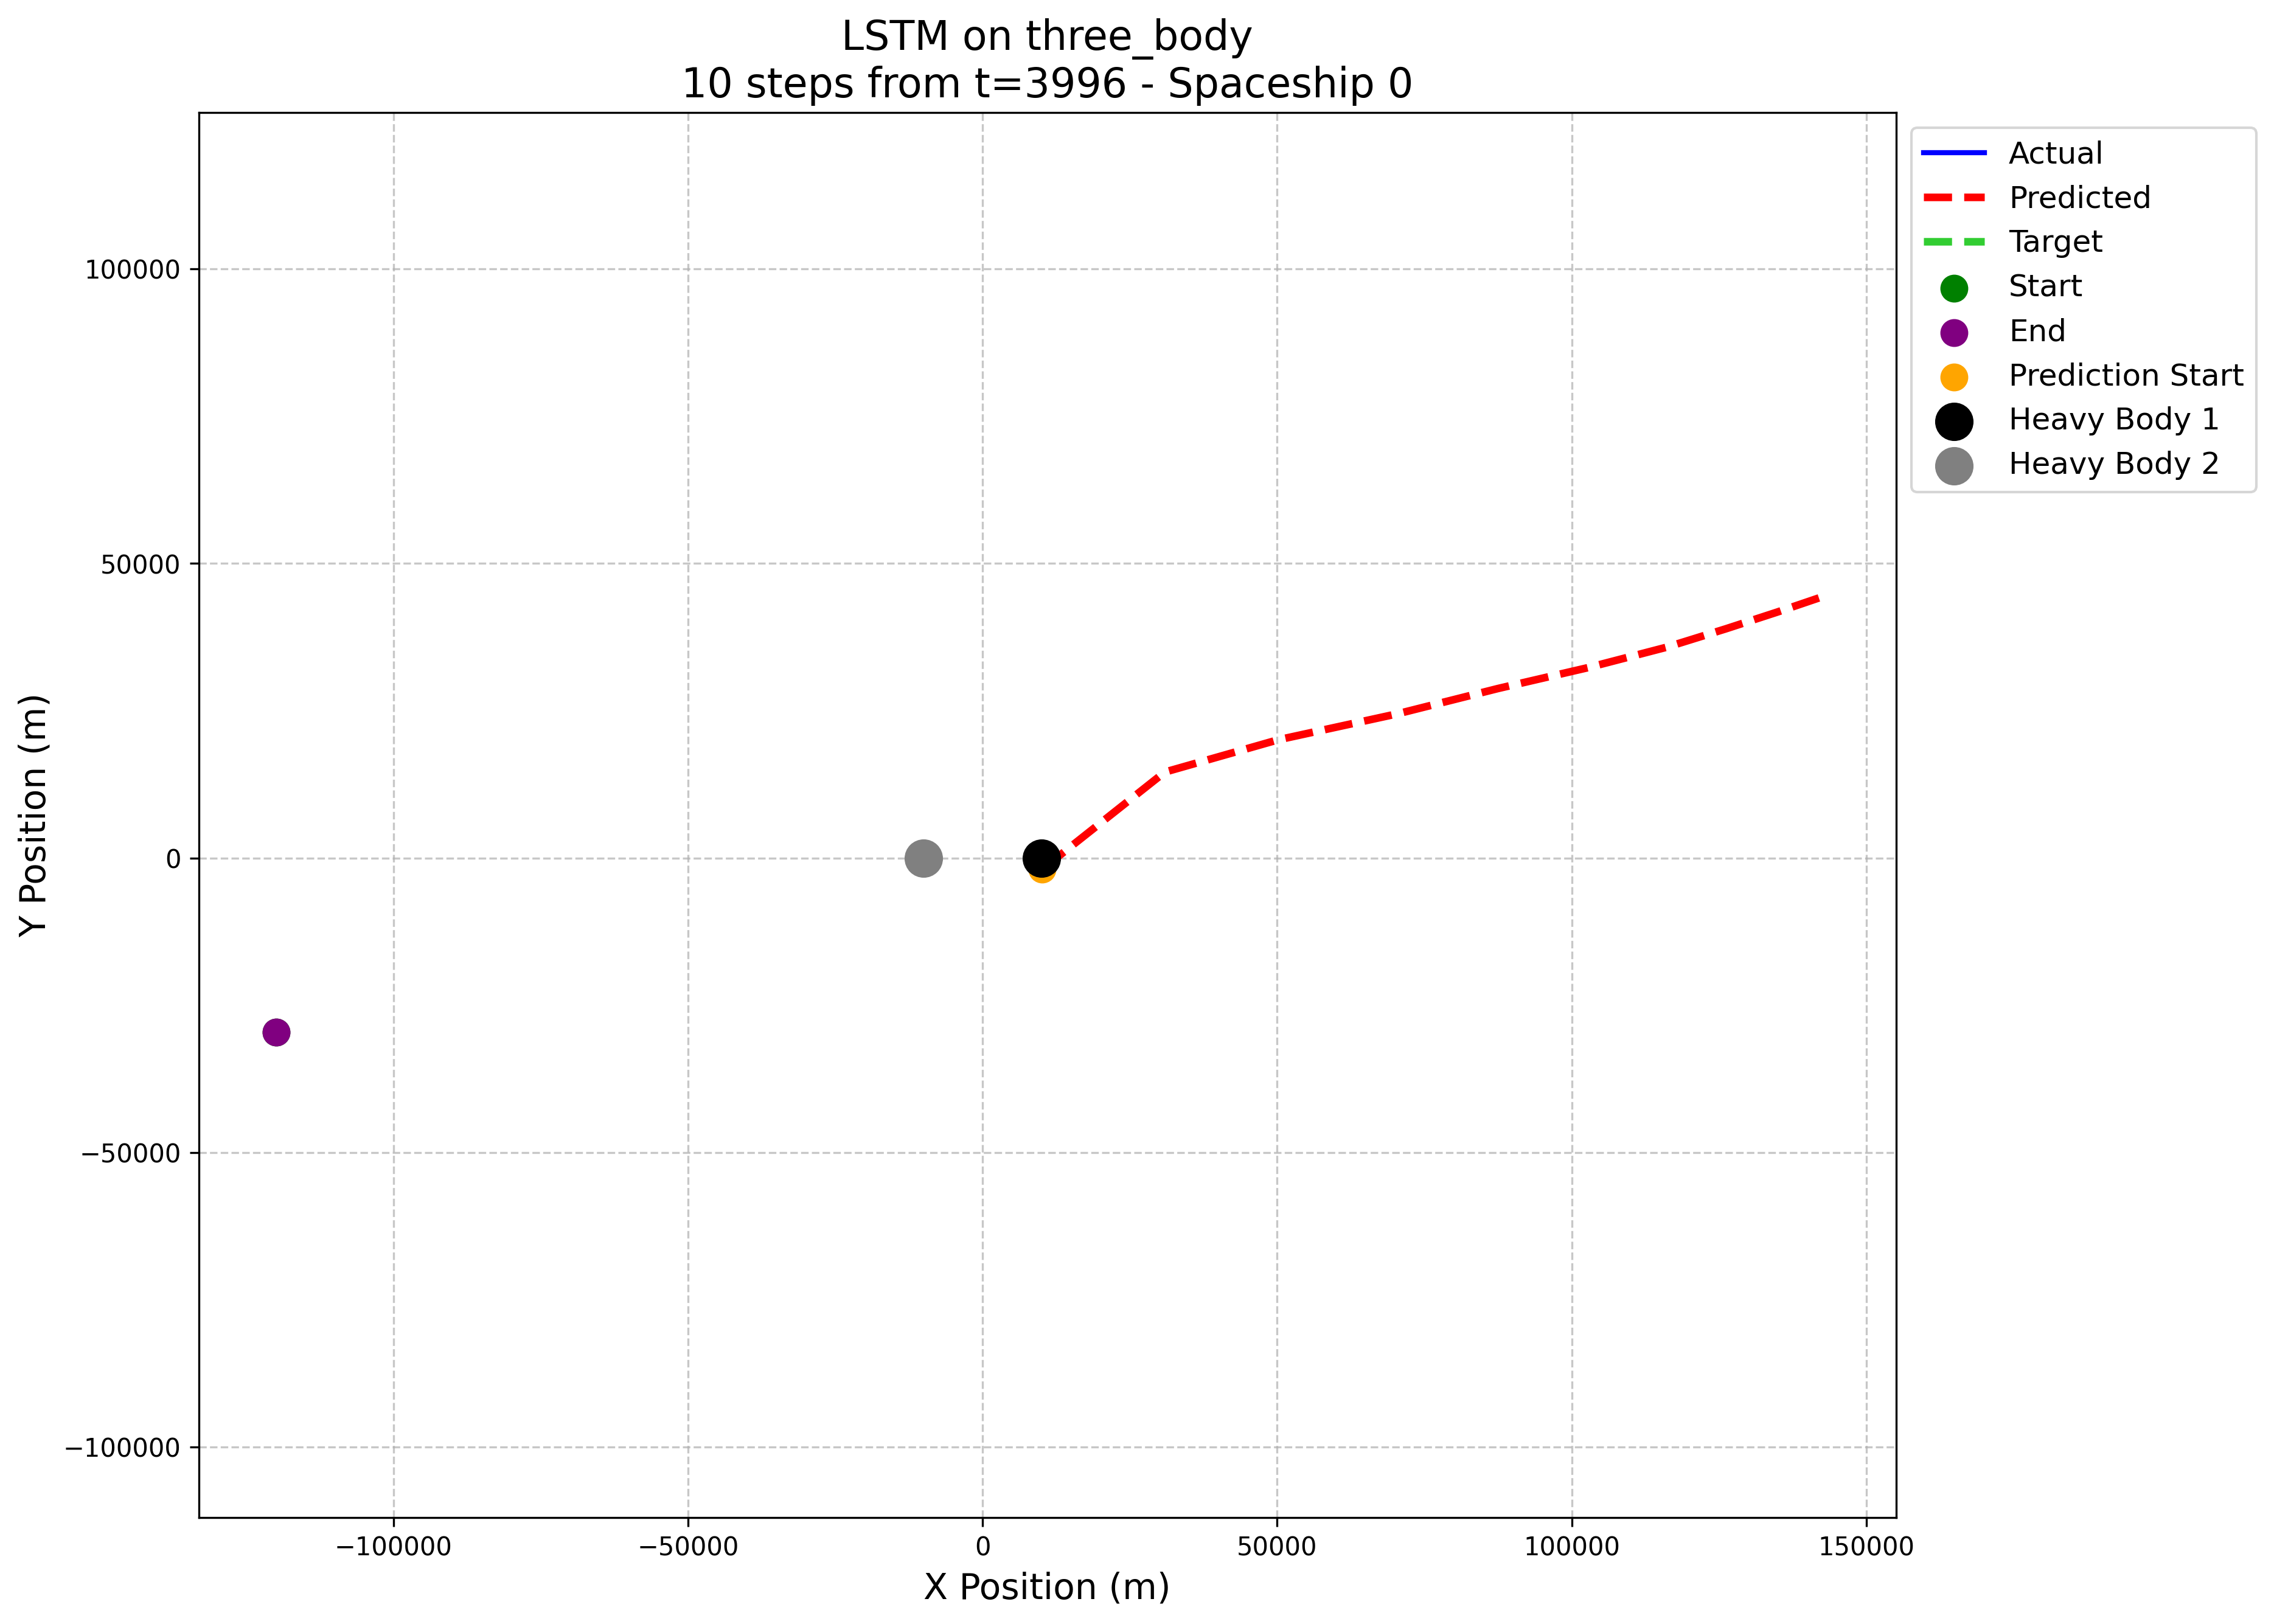 LSTM on three_body
10 steps from t=3996 - Spaceship 0
Actual
Predicted
Target
Start
End
Prediction Start
Heavy Body 1
Heavy Body 2
Y Position (m)
100000
50000
0
−50000
−100000
−100000
−50000
0
50000
100000
150000
X Position (m)